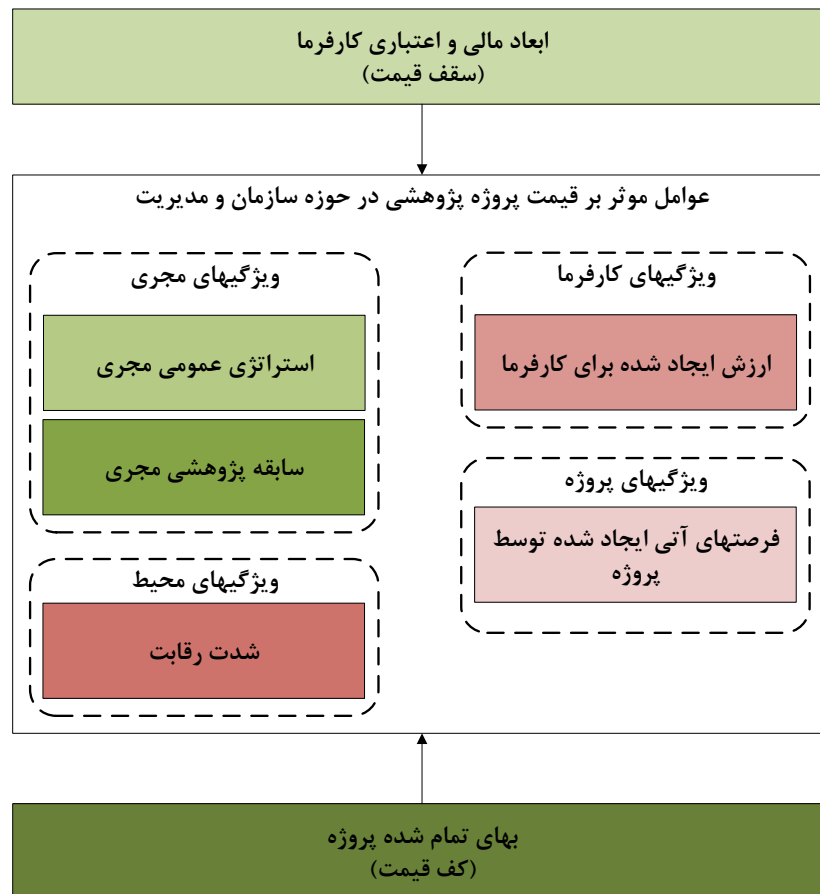 ابعاد مالی و اعتباری کارفرما
(سقف قیمت)
عوامل موثر بر قیمت پروژه پژوهشی در حوزه سازمان و مدیریت
ویژگیهای کارفرما
ارزش ایجاد شده برای کارفرما
ویژگیهای پروژه
فرصتهای آتی ایجاد شده توسط
پروژه
ویژگیهای مجری
استراتژی عمومی مجری
سابقه پژوهشی مجری
ویژگیهای محیط
شدت رقابت
بهای تمام شده پروژه
(کف قیمت)